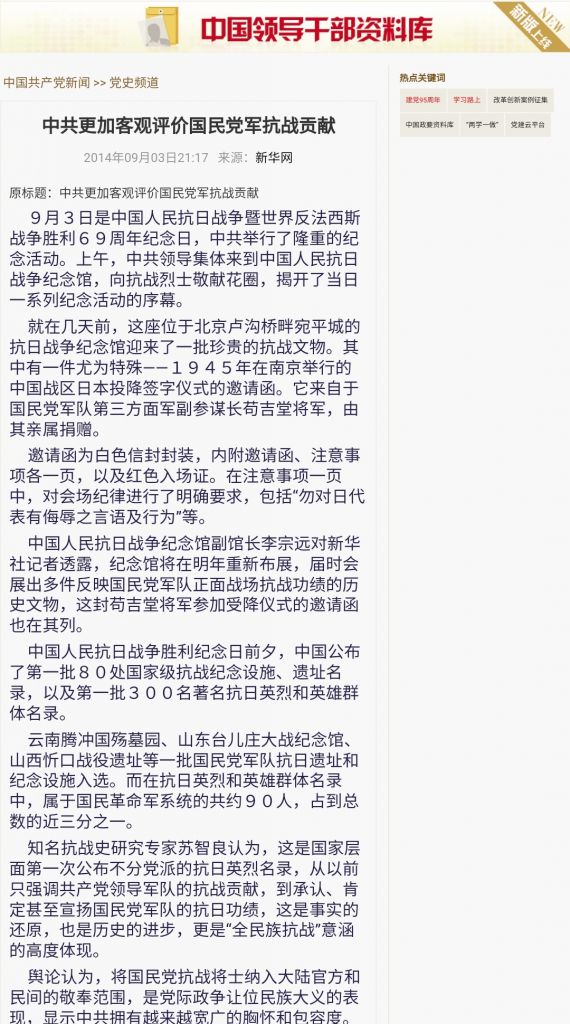 中国领导干部资料库
NEW
新版上线
中国共产党新闻 >> 党史频道
中共更加客观评价国民党军抗战贡献
2014年09月03日21:17 来源：新华网
原标题：中共更加客观评价国民党军抗战贡献
９月３日是中国人民抗日战争暨世界反法西斯
战争胜利６９周年纪念日，中共举行了隆重的纪
念活动。上午，中共领导集体来到中国人民抗日
战争纪念馆，向抗战烈士敬献花圈，揭开了当日
一系列纪念活动的序幕。
就在几天前，这座位于北京卢沟桥畔宛平城的
抗日战争纪念馆迎来了一批珍贵的抗战文物。其
中有一件尤为特殊——１９４５年在南京举行的
中国战区日本投降签字仪式的邀请函。它来自于
国民党军队第三方面军副参谋长苟吉堂将军，由
其亲属捐赠。
邀请函为白色信封封装，内附邀请函、注意事
项各一页，以及红色入场证。在注意事项一页
中，对会场纪律进行了明确要求，包括“勿对日代
表有侮辱之言语及行为”等。
中国人民抗日战争纪念馆副馆长李宗远对新华
社记者透露，纪念馆将在明年重新布展，届时会
展出多件反映国民党军队正面战场抗战功绩的历
史文物，这封苟吉堂将军参加受降仪式的邀请函
也在其列。
中国人民抗日战争胜利纪念日前夕，中国公布
了第一批８０处国家级抗战纪念设施、遗址名
录，以及第一批３００名著名抗日英烈和英雄群
体名录。
云南腾冲国殇墓园、山东台儿庄大战纪念馆、
山西忻口战役遗址等一批国民党军队抗日遗址和
纪念设施入选。而在抗日英烈和英雄群体名录
中，属于国民革命军系统的共约９０人，占到总
数的近三分之一。
知名抗战史研究专家苏智良认为，这是国家层
面第一次公布不分党派的抗日英烈名录，从以前
只强调共产党领导军队的抗战贡献，到承认、肯
定甚至宣扬国民党军队的抗日功绩，这是事实的
还原，也是历史的进步，更是“全民族抗战”意涵
的高度体现。
舆论认为，将国民党抗战将士纳入大陆官方和
民间的敬奉范围，是党际政争让位民族大义的表
现，显示中共拥有越来越宽广的胸怀和包容度。
热点关键词
建党95周年 学习路上 改革创新案例征集
中国政要资料库 “两学一做” 党建云平台